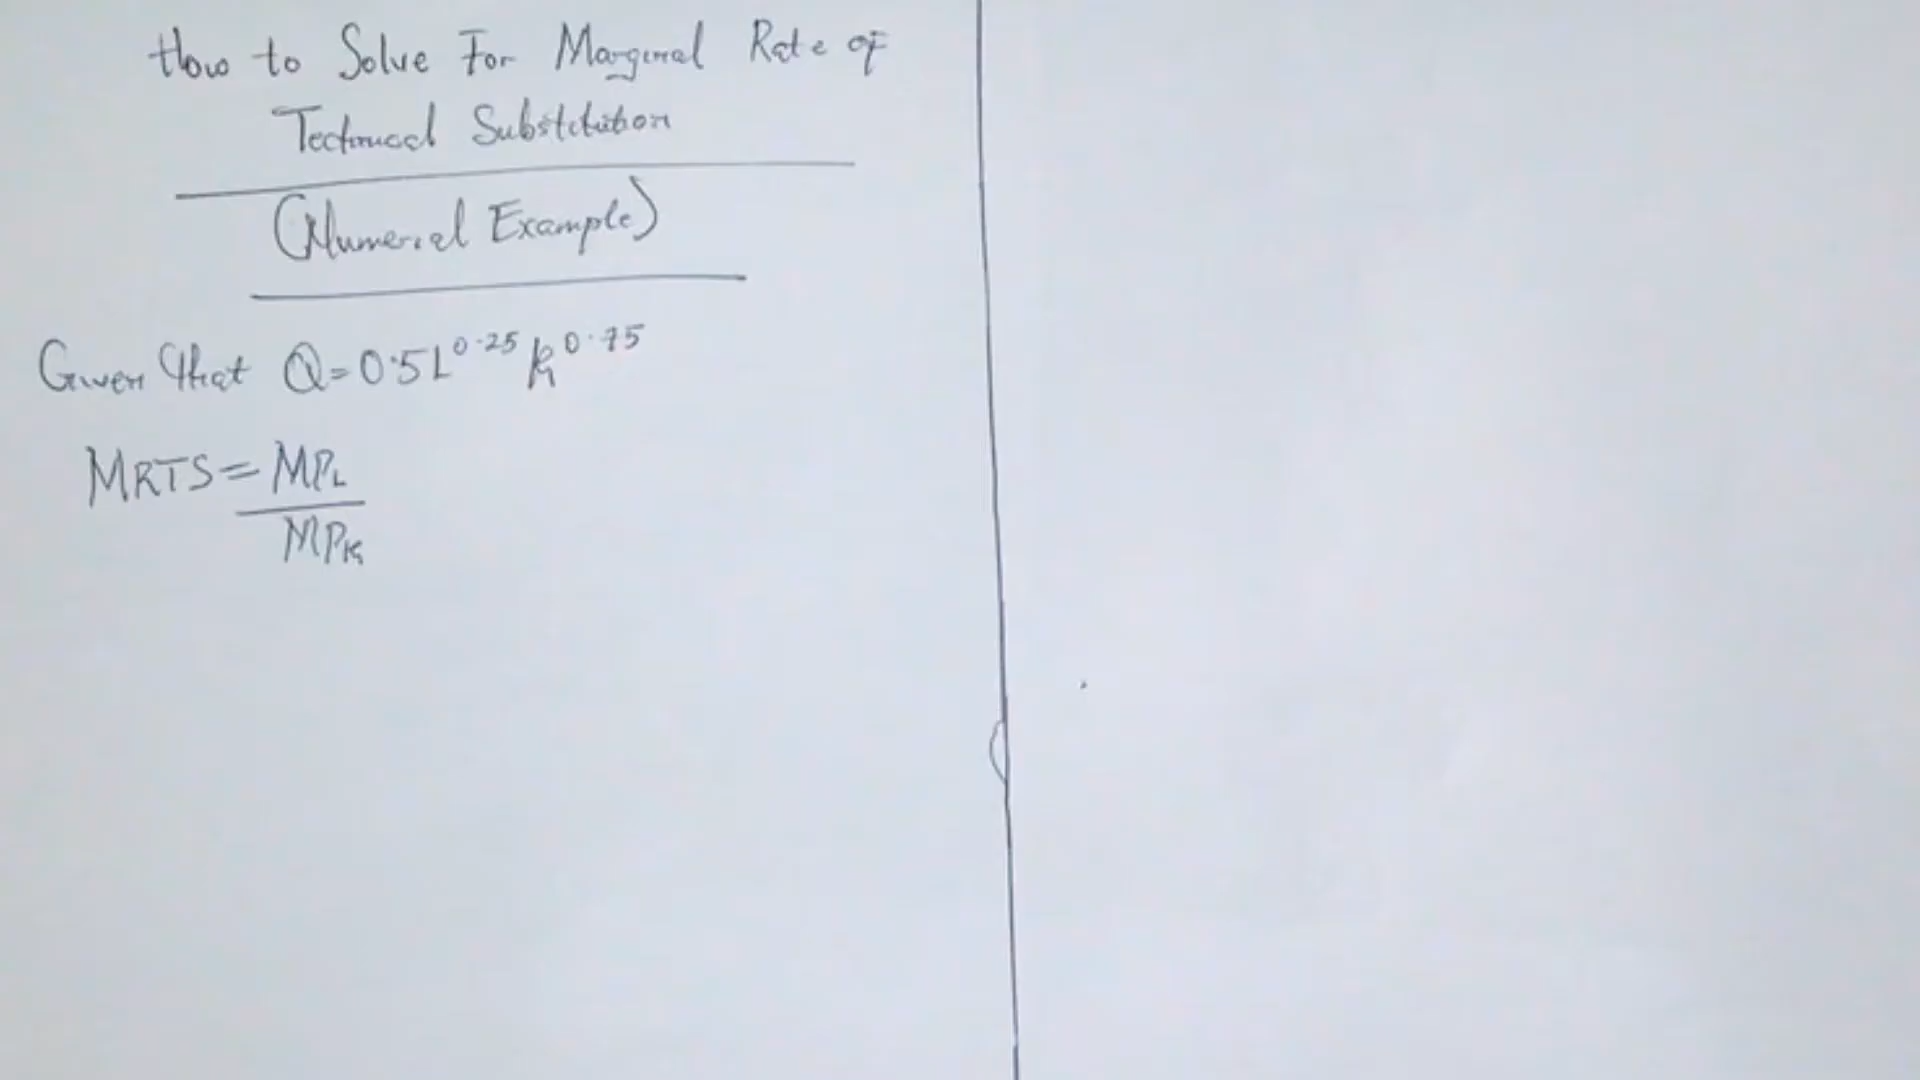 How to Solve For Marginal Rate of
Technical Substitution
(Numerical Example)
Given that Q=0.5L^0.25 K^0.75
MRTS=MPL
MPK